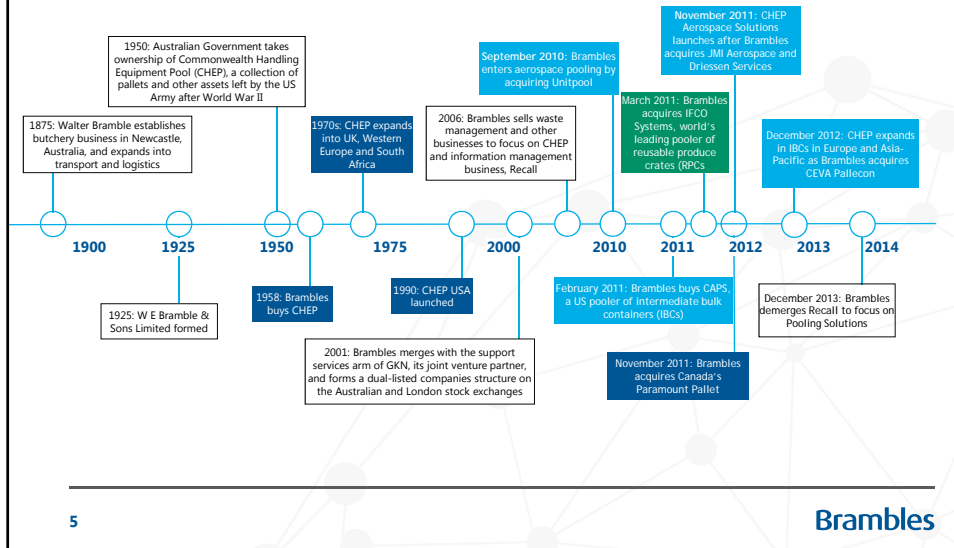 1950: Australian Government takes
ownership of Commonwealth Handling
Equipment Pool (CHEP), a collection of
pallets and other assets left by the US
Army after World War II
September 2010: Brambles
enters aerospace pooling by
acquiring Unitpool
November 2011: CHEP
Aerospace Solutions
launches after Brambles
acquires JMI Aerospace and
Driessen Services
1875: Walter Bramble establishes
butchery business in Newcastle,
Australia, and expands into
transport and logistics
1970s: CHEP expands
into UK, Western
Europe and South
Africa
2006: Brambles sells waste
management and other
businesses to focus on CHEP
and information management
business, Recall
March 2011: Brambles
acquires IFCO
Systems, world's
leading pooler of
reusable produce
crates (RPCs
December 2012: CHEP expands
in IBCs in Europe and Asia-
Pacific as Brambles acquires
CEVA Pallecon
1900 1925 1950 1975 2000 2010 2011 2012 2013 2014
1925: W E Bramble &
Sons Limited formed
1958: Brambles
buys CHEP
1990: CHEP USA
launched
2001: Brambles merges with the support
services arm of GKN, its joint venture partner,
and forms a dual-listed companies structure on
the Australian and London stock exchanges
February 2011: Brambles buys CAPS,
a US pooler of intermediate bulk
containers (IBCs)
November 2011: Brambles
acquires Canada's
Paramount Pallet
December 2013: Brambles
demerges Recall to focus on
Pooling Solutions
5
Brambles